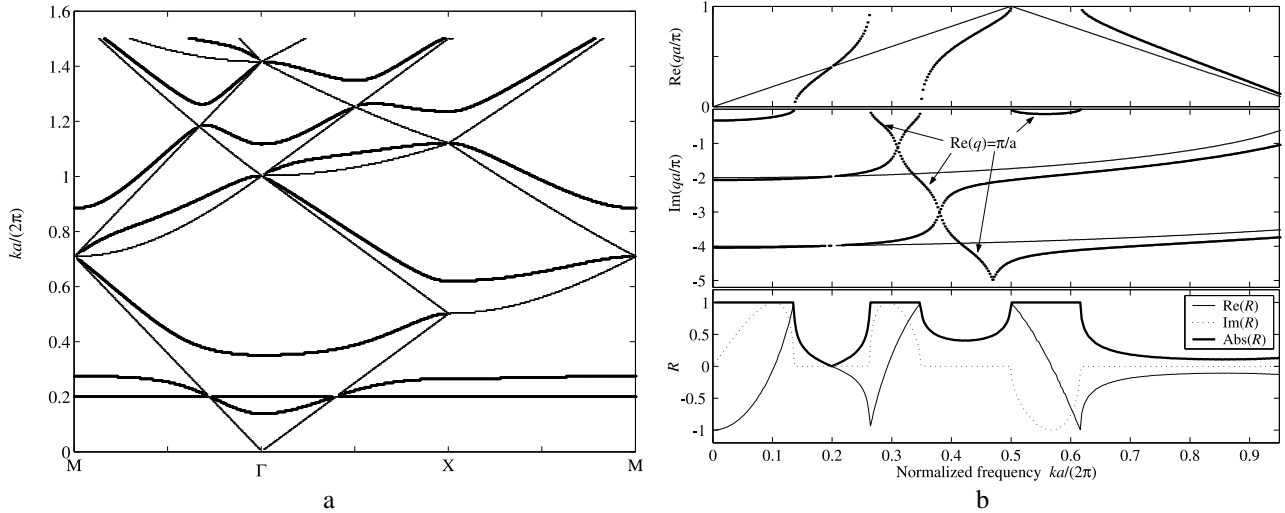 1.6
1.4
1.2
1
0.8
0.6
0.4
0.2
0
ka/(2π)
M
Γ
X
M
a
1
0
Re(qa/π)
-1
-2
-3
-4
-5
Im(qa/π)
Re(q)=π/a
1
0.5
0
-0.5
-1
R
Re(R)
Im(R)
Abs(R)
0 0.1 0.2 0.3 0.4 0.5 0.6 0.7 0.8 0.9
Normalized frequency ka/(2π)
b